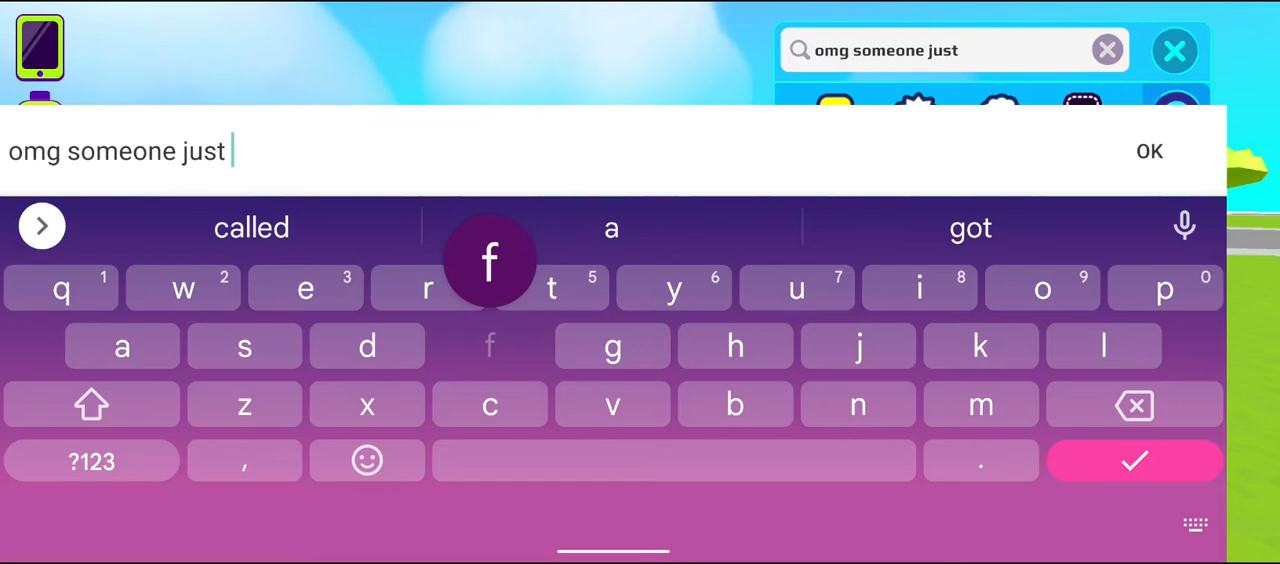 omg someone just
omg someone just OK
called a got
f
q 1 w 2 e 3 r t 5 y 6 u 7 i 8 o 9 p 0
a s d f g h j k l
z x c v b n m
?123 , .